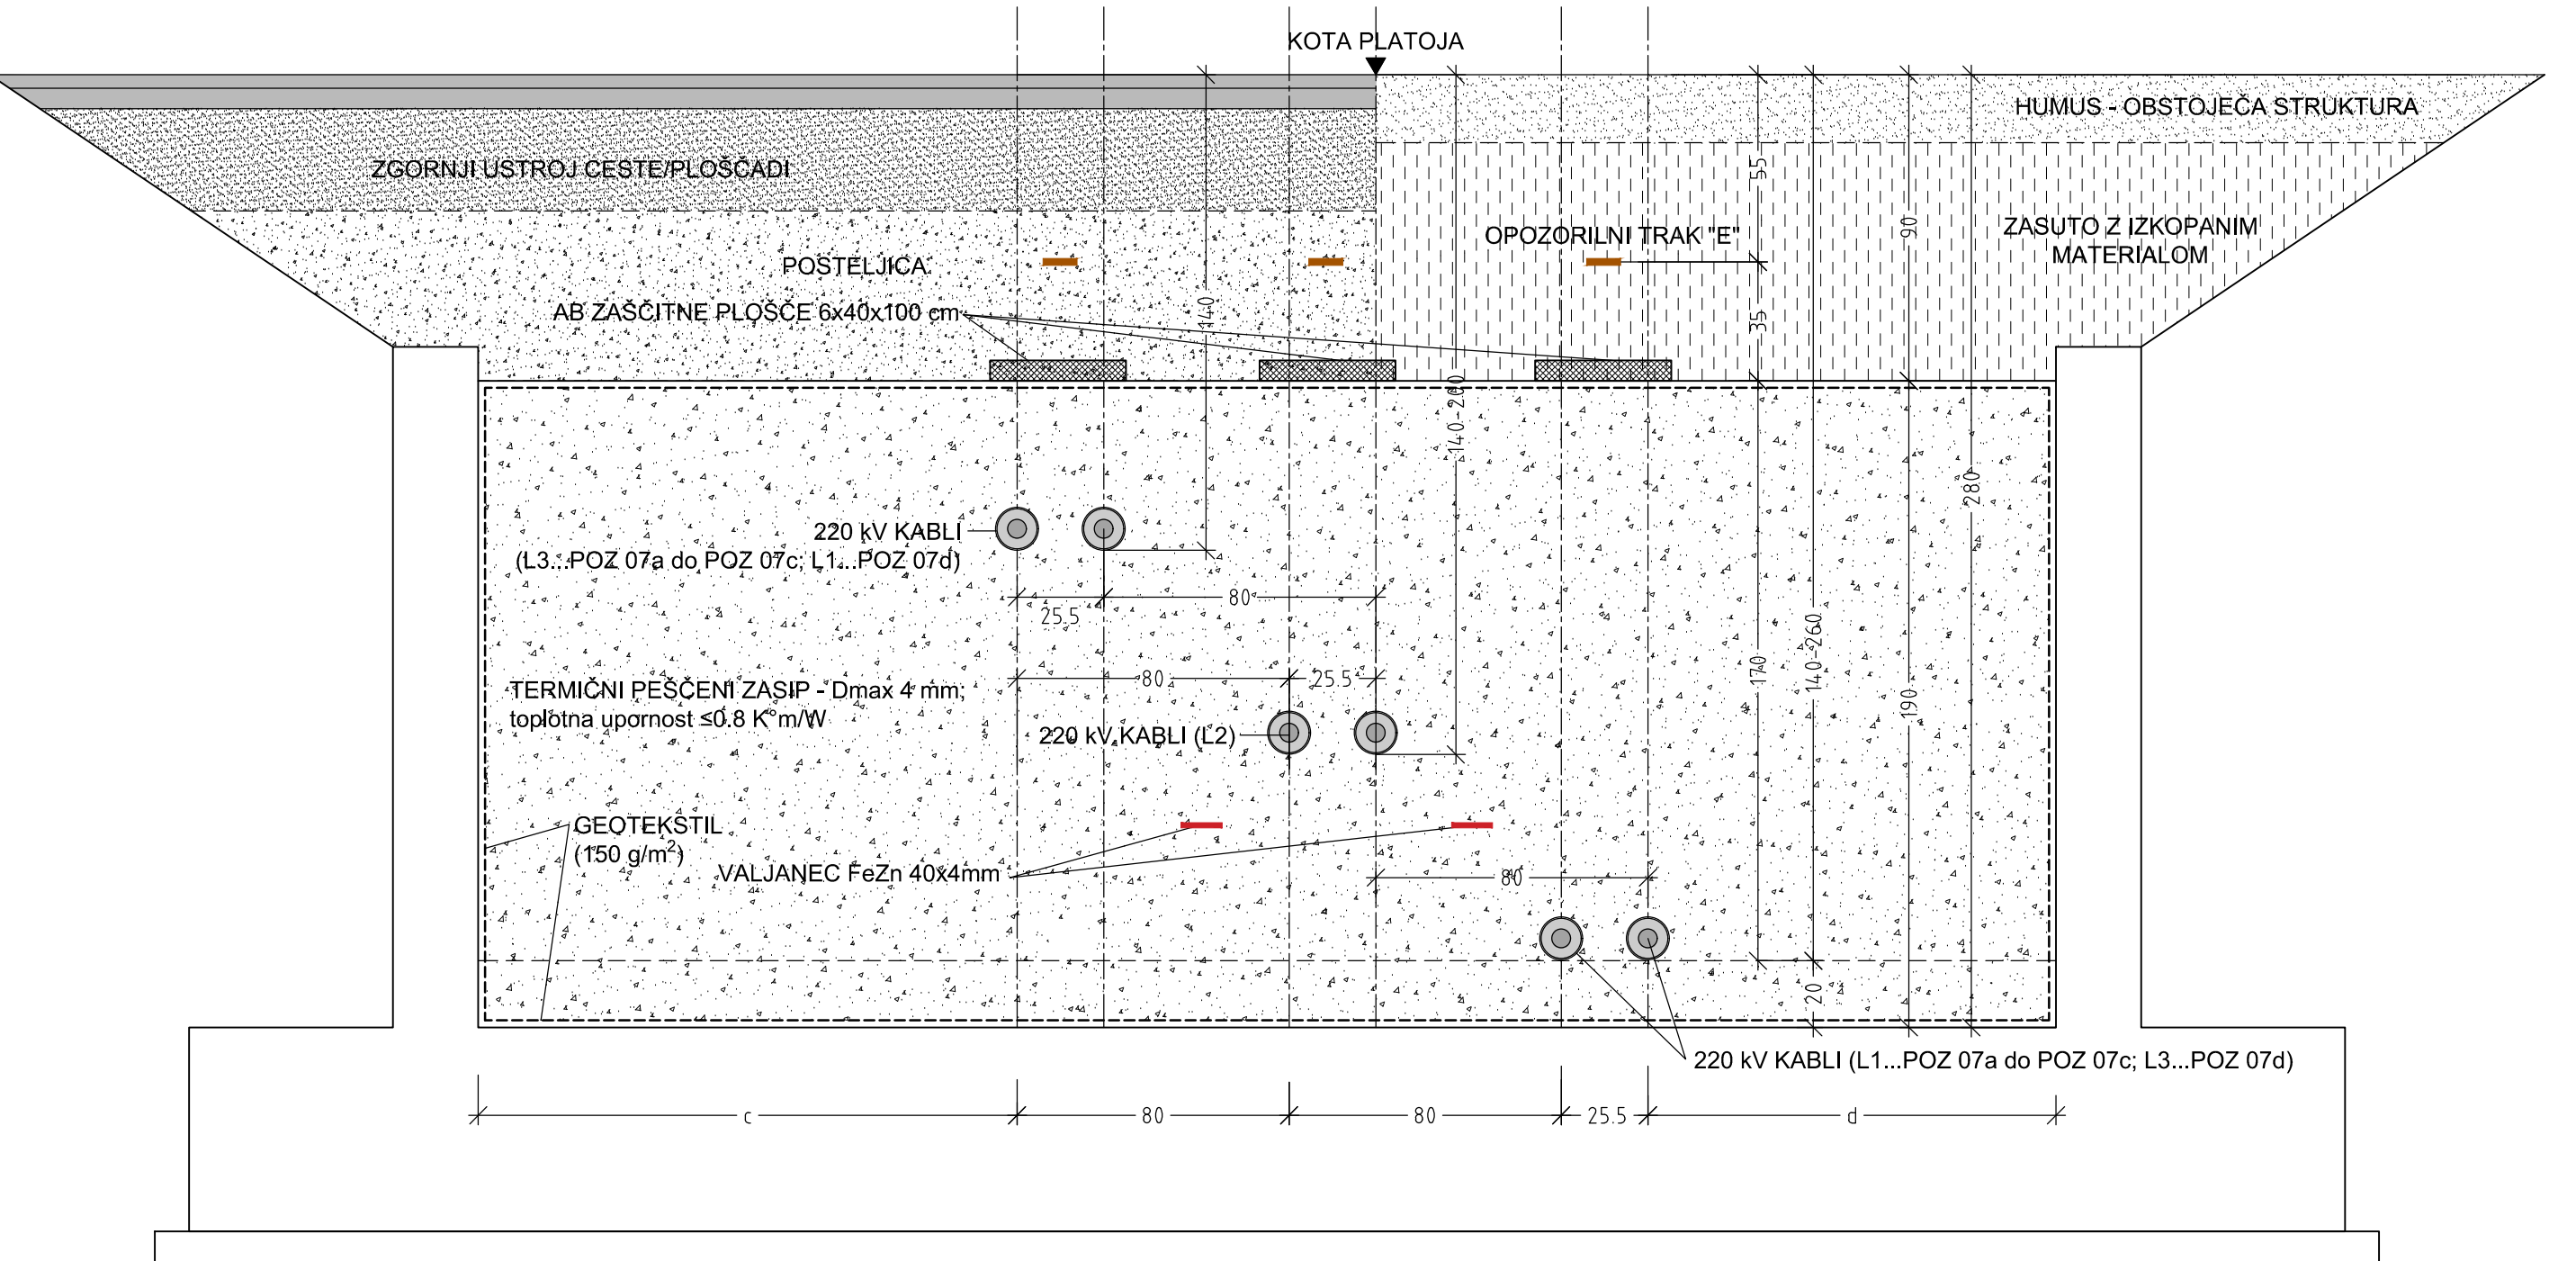 KOTA PLATOJA
HUMUS - OBSTOJEČA STRUKTURA
ZGORNJI USTROJ CESTE/PLOŠČADI
55
90
OPOZORILNI TRAK "E"
ZASUTO Z IZKOPANIM
MATERIALOM
POSTELJICA
AB ZAŠČITNE PLOŠČE 6x40x100 cm
140
35
140-200
280
220 kV KABLI
(L3...POZ 07a do POZ 07c; L1...POZ 07d)
25.5
80
80
25.5
170
140-260
190
TERMIČNI PEŠČENI ZASIP - Dmax 4 mm;
toplotna upornost ≤0.8 K°m/W
220 kV KABLI (L2)
GEOTEKSTIL
(150 g/m²)
VALJANEC FeZn 40x4mm
80
20
220 kV KABLI (L1...POZ 07a do POZ 07c; L3...POZ 07d)
c
80
80
25.5
d